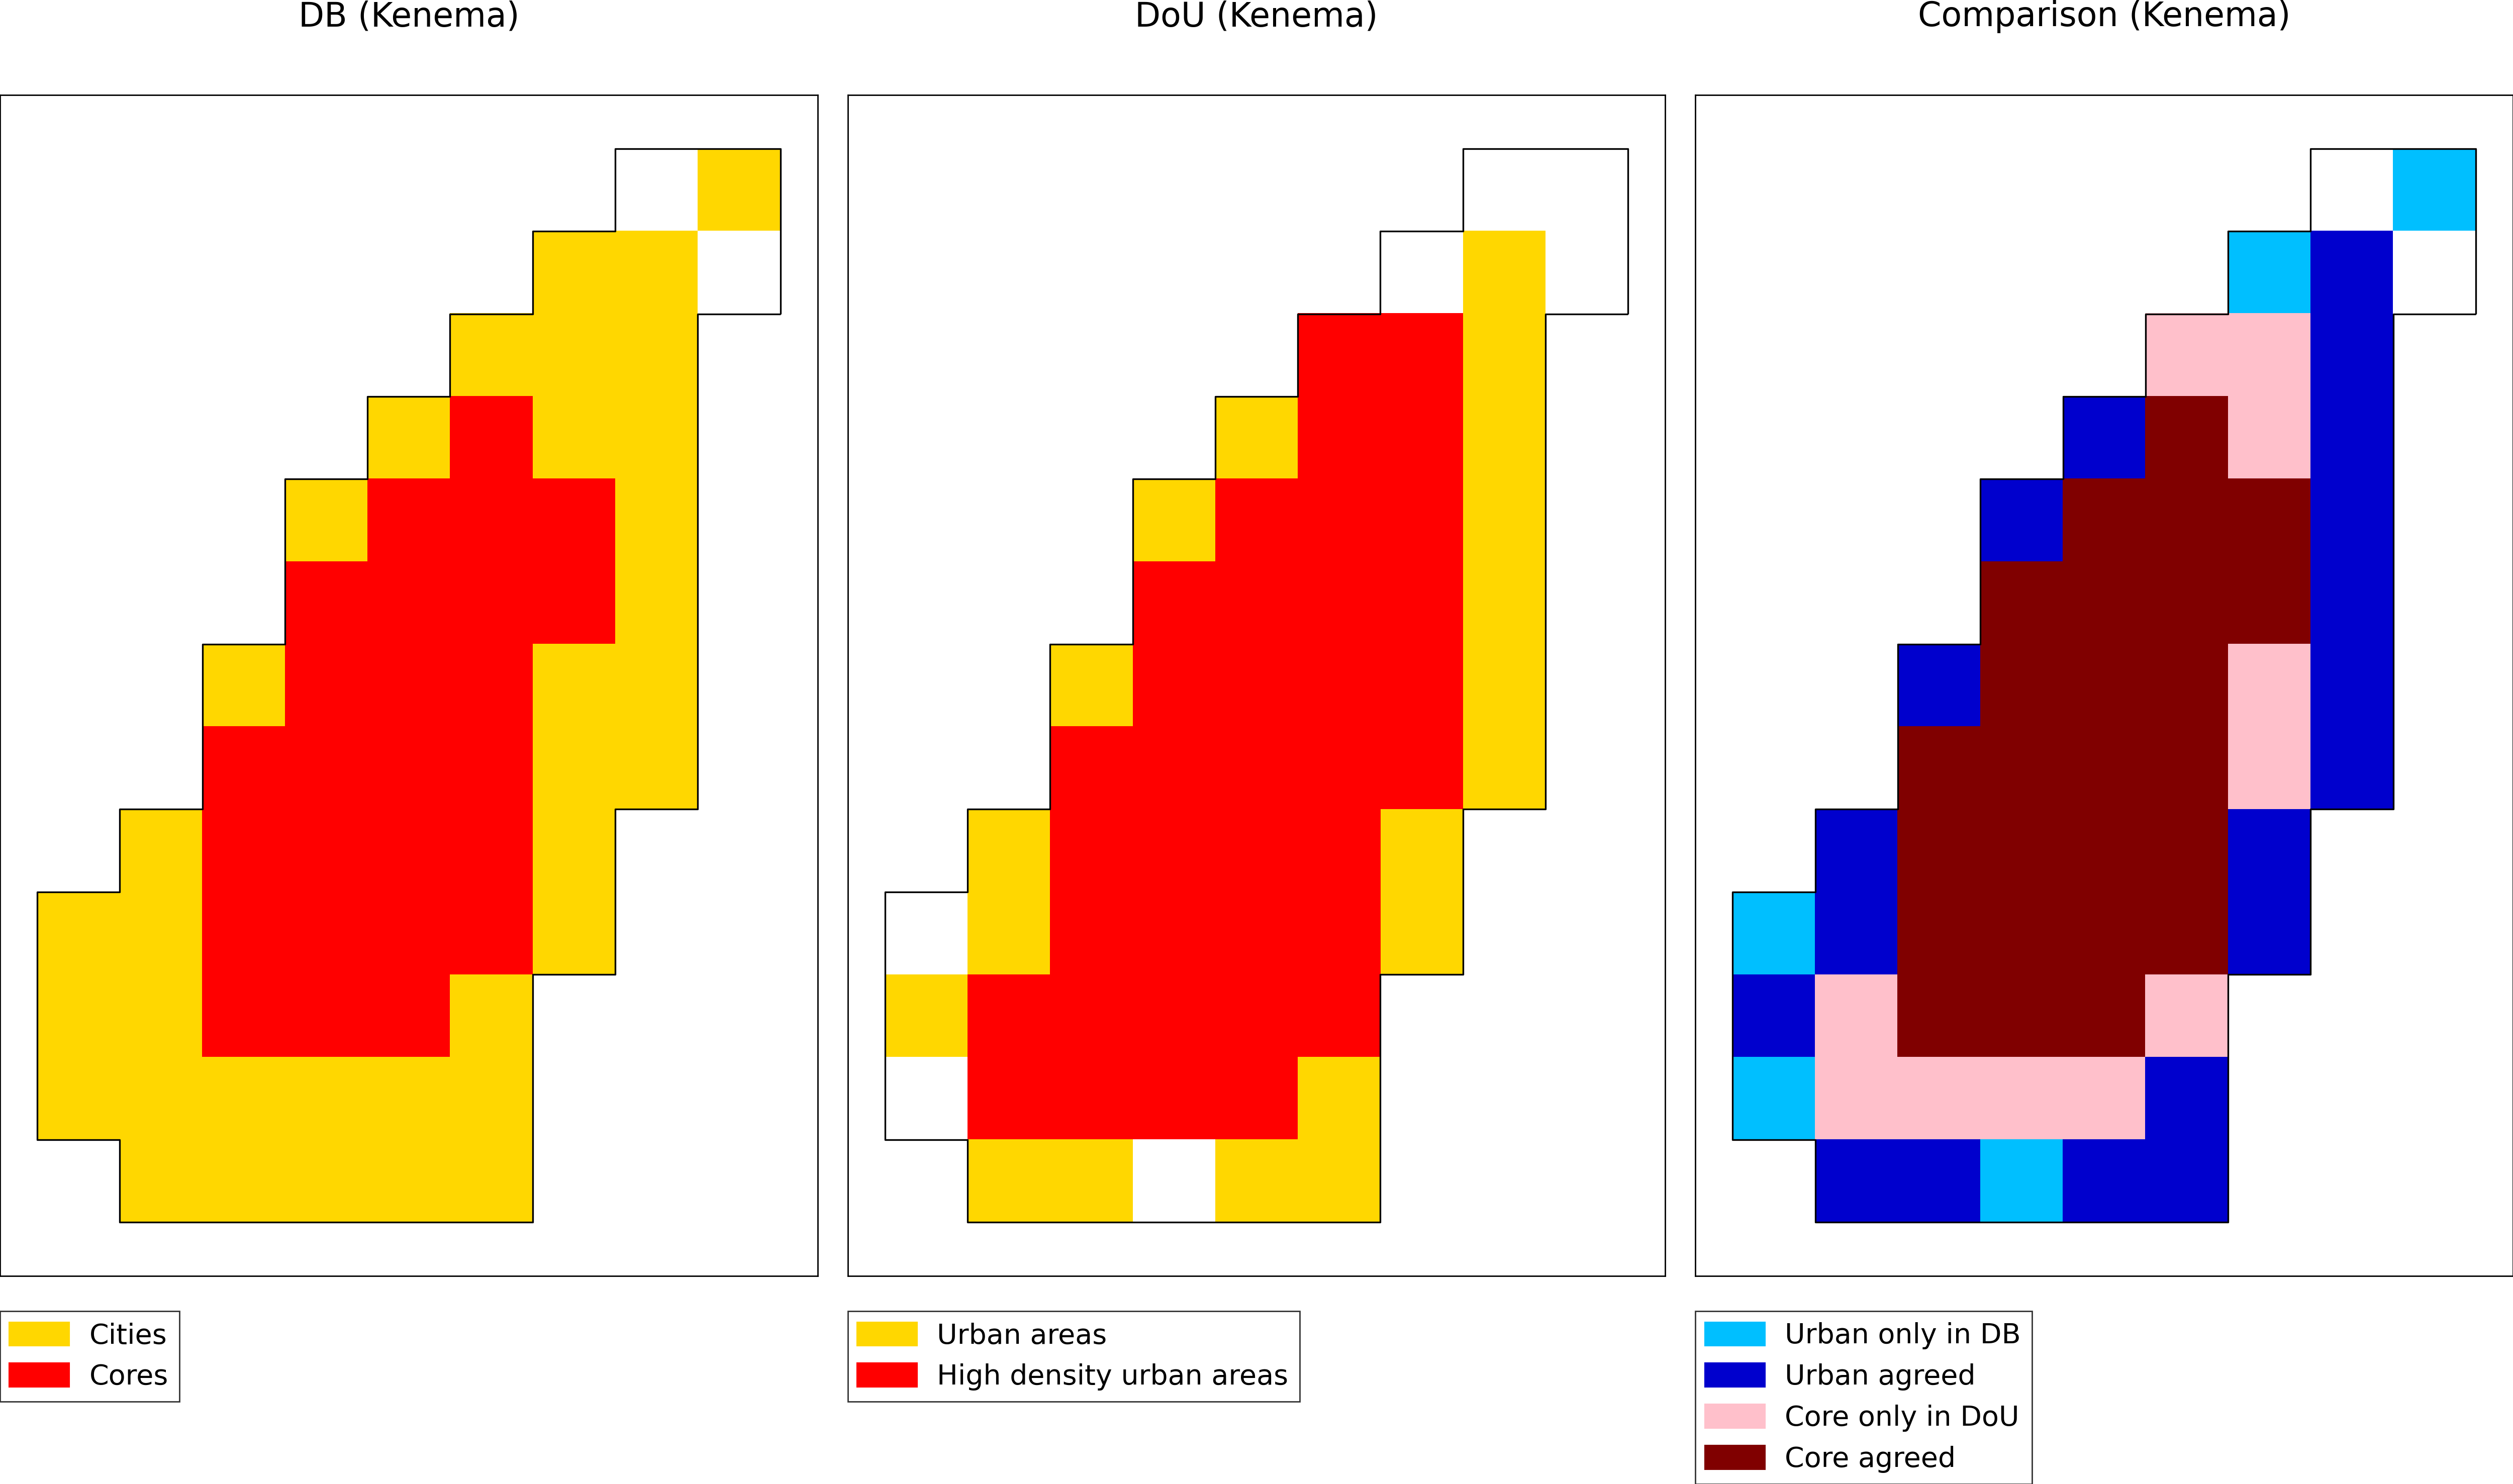 DB (Kenema)
DoU (Kenema)
Comparison (Kenema)
Cities
Cores
Urban areas
High density urban areas
Urban only in DB
Urban agreed
Core only in DoU
Core agreed